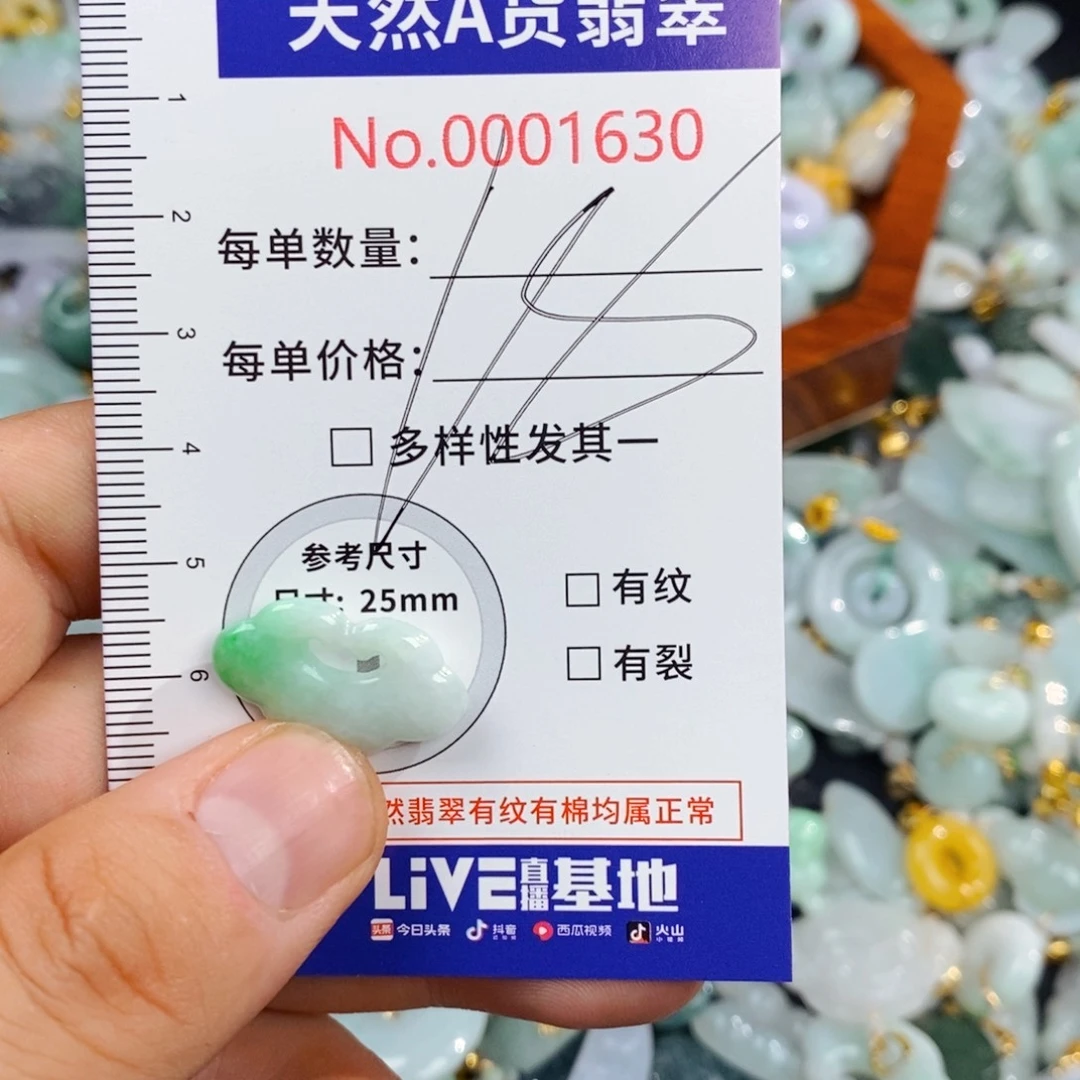 天然A货翡翠
No.0001630
1
2
每单数量：
3
每单价格：
4
多样性发其一
5
参考尺寸
尺寸: 25mm
有纹
6
有裂
然翡翠有纹有棉均属正常
LiVE直播基地
今日头条 抖音 西瓜视频 火山